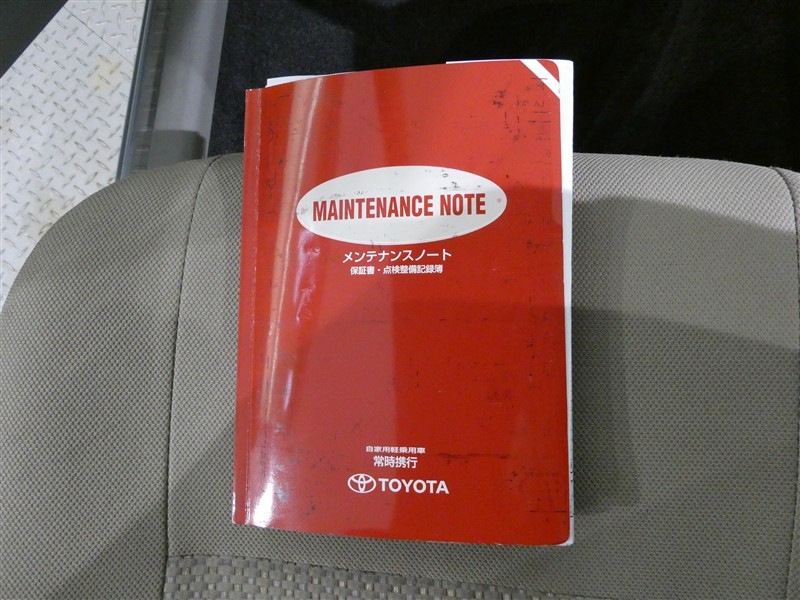 MAINTENANCE NOTE
メンテナンスノート
保証書・点検整備記録簿
自家用軽乗用車
常時携行
TOYOTA